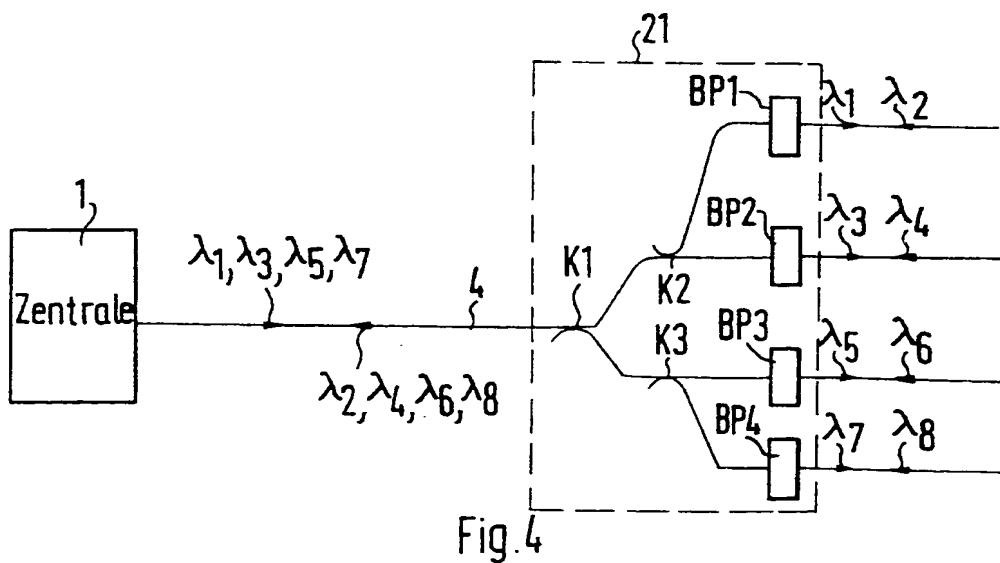 21
BP1
λ1
λ2
1
BP2
λ3
λ4
λ1, λ3, λ5, λ7
K1
K2
Zentrale
4
K3
BP3
λ5
λ6
λ2, λ4, λ6, λ8
BP4
λ7
λ8
Fig.4